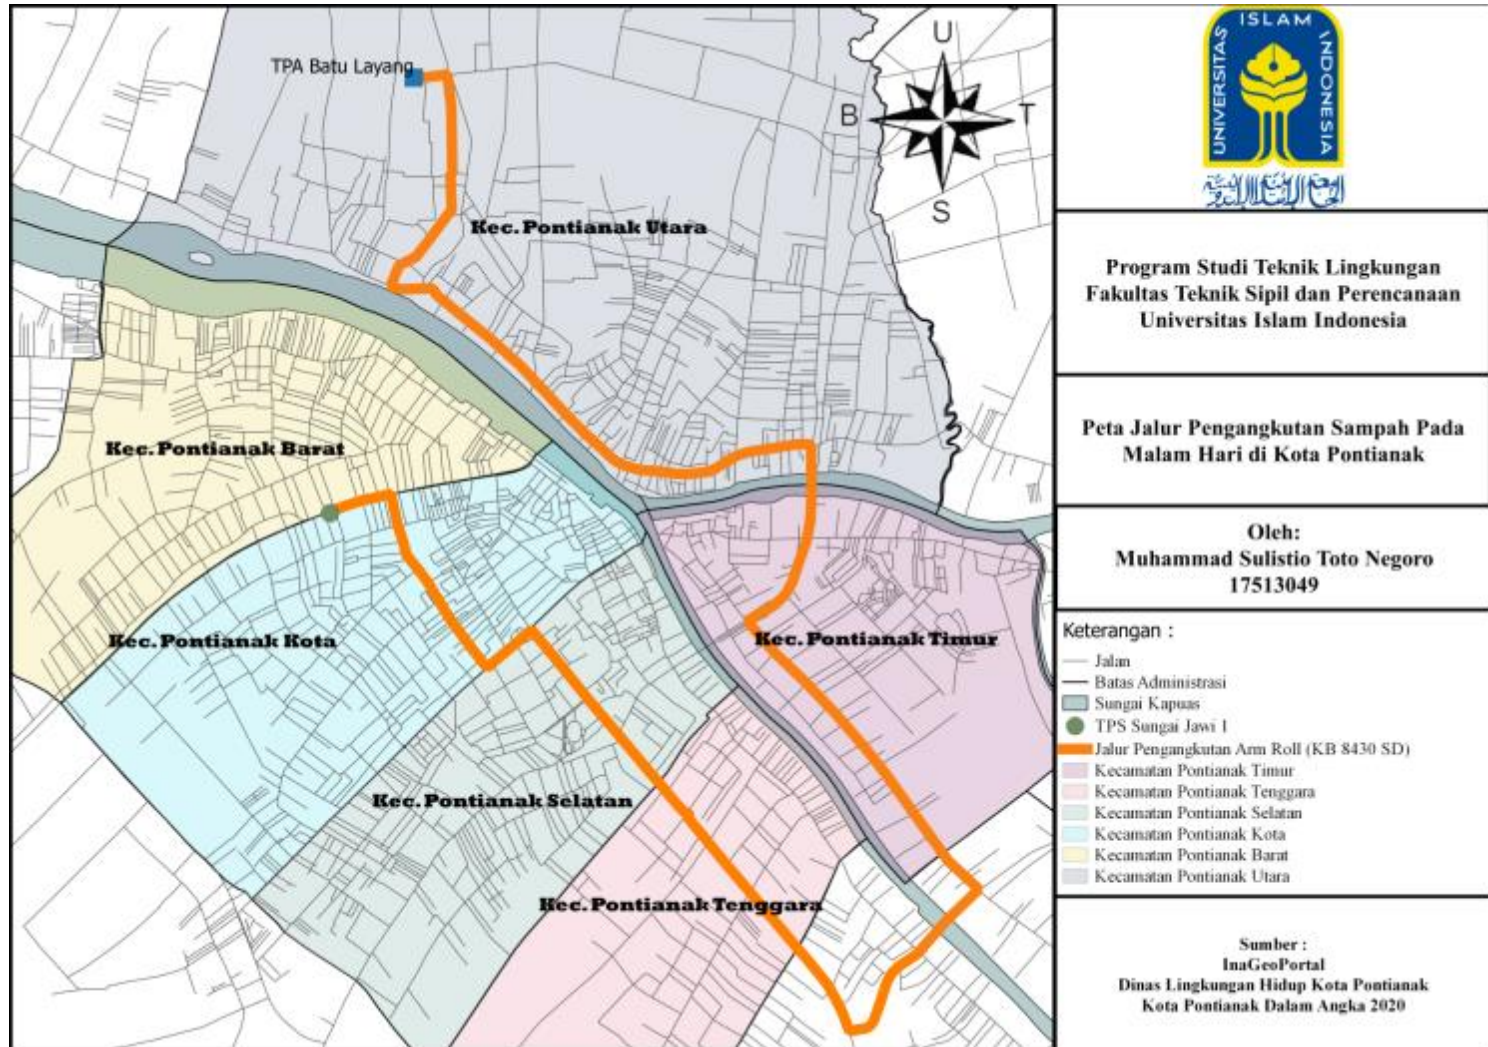 TPA Batu Layang
Kec. Pontianak Utara
Kec. Pontianak Barat
Kec. Pontianak Kota
Kec. Pontianak Timur
Kec. Pontianak Selatan
Kec. Pontianak Tenggara
U
B
T
S
UNIVERSITAS ISLAM INDONESIA
Program Studi Teknik Lingkungan
Fakultas Teknik Sipil dan Perencanaan
Universitas Islam Indonesia
Peta Jalur Pengangkutan Sampah Pada
Malam Hari di Kota Pontianak
Oleh:
Muhammad Sulistio Toto Negoro
17513049
Keterangan :
Jalan
Batas Administrasi
Sungai Kapuas
TPS Sungai Jawi 1
Jalur Pengangkutan Arm Roll (KB 8430 SD)
Kecamatan Pontianak Timur
Kecamatan Pontianak Tenggara
Kecamatan Pontianak Selatan
Kecamatan Pontianak Kota
Kecamatan Pontianak Barat
Kecamatan Pontianak Utara
Sumber :
InaGeoPortal
Dinas Lingkungan Hidup Kota Pontianak
Kota Pontianak Dalam Angka 2020